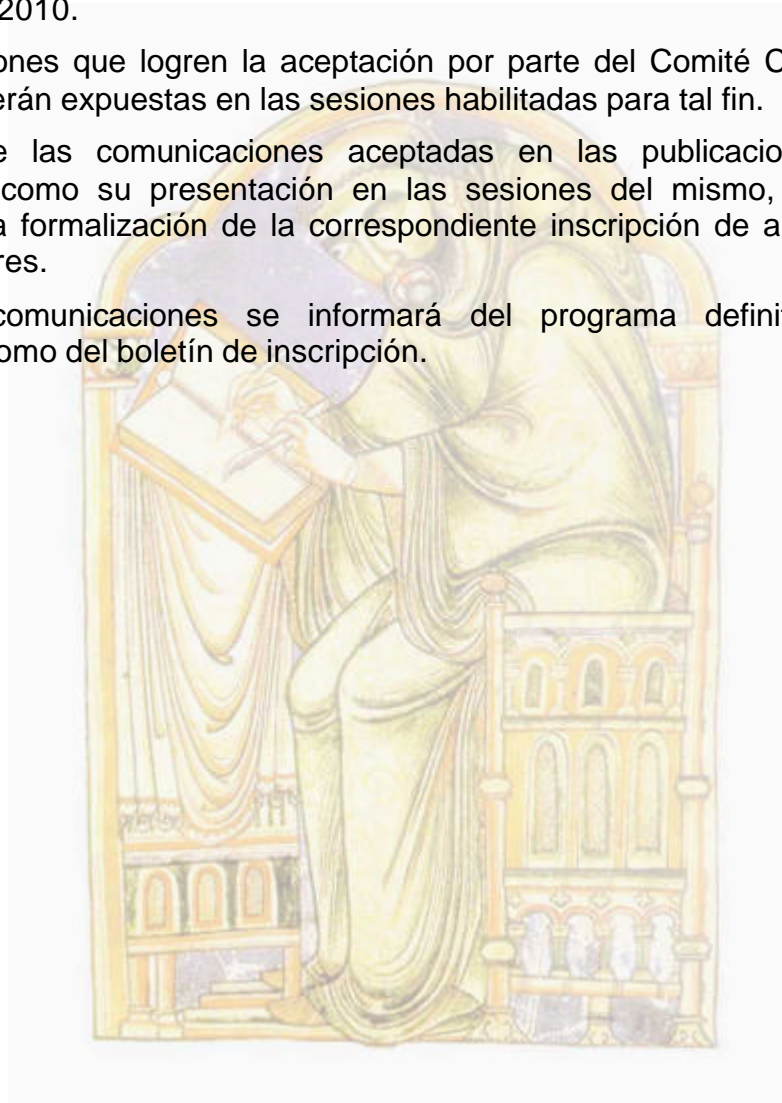 2010.
ones que logren la aceptación por parte del Comité C
erán expuestas en las sesiones habilitadas para tal fin.
e las comunicaciones aceptadas en las publicacio
como su presentación en las sesiones del mismo,
a formalización de la correspondiente inscripción de a
res.
comunicaciones se informará del programa defini
omo del boletín de inscripción.